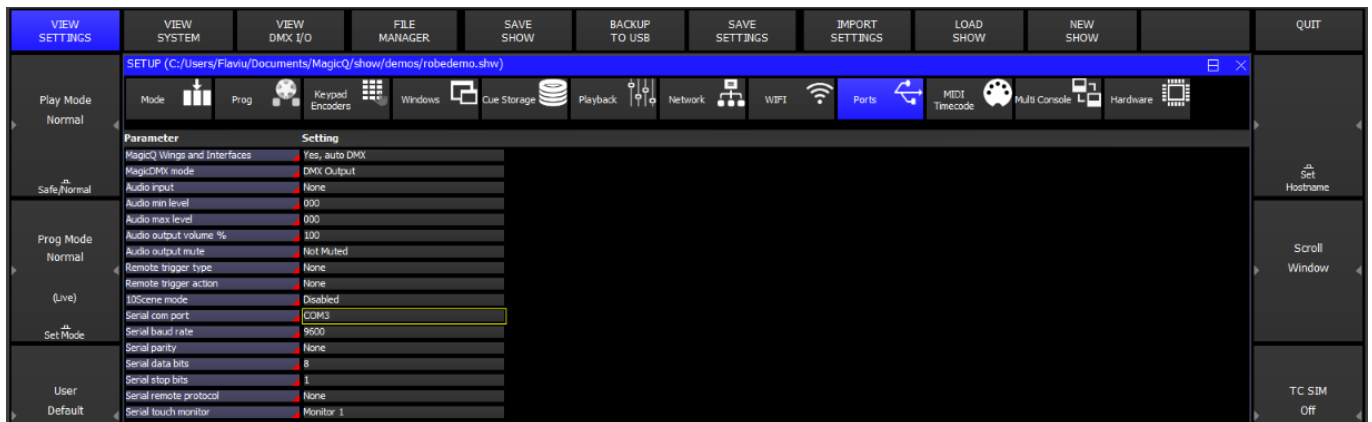 VIEW SETTINGS
VIEW SYSTEM
VIEW DMX I/O
FILE MANAGER
SAVE SHOW
BACKUP TO USB
SAVE SETTINGS
IMPORT SETTINGS
LOAD SHOW
NEW SHOW
QUIT
SETUP (C:/Users/Flaviu/Documents/MagicQ/show/demos/robedemo.shw)
Mode
Prog
Keypad Encoders
Windows
Cue Storage
Playback
Network
WIFI
Ports
MIDI Timecode
Multi Console
Hardware
Play Mode
Normal
Safe/Normal
Prog Mode
Normal
(Live)
Set Mode
User
Default
Parameter Setting
MagicQ Wings and Interfaces Yes, auto DMX
MagicDMX mode DMX Output
Audio input None
Audio min level 000
Audio max level 000
Audio output volume % 100
Audio output mute Not Muted
Remote trigger type None
Remote trigger action None
10Scene mode Disabled
Serial com port COM3
Serial baud rate 9600
Serial parity None
Serial data bits 8
Serial stop bits 1
Serial remote protocol None
Serial touch monitor Monitor 1
Set
Hostname
Scroll
Window
TC SIM
Off